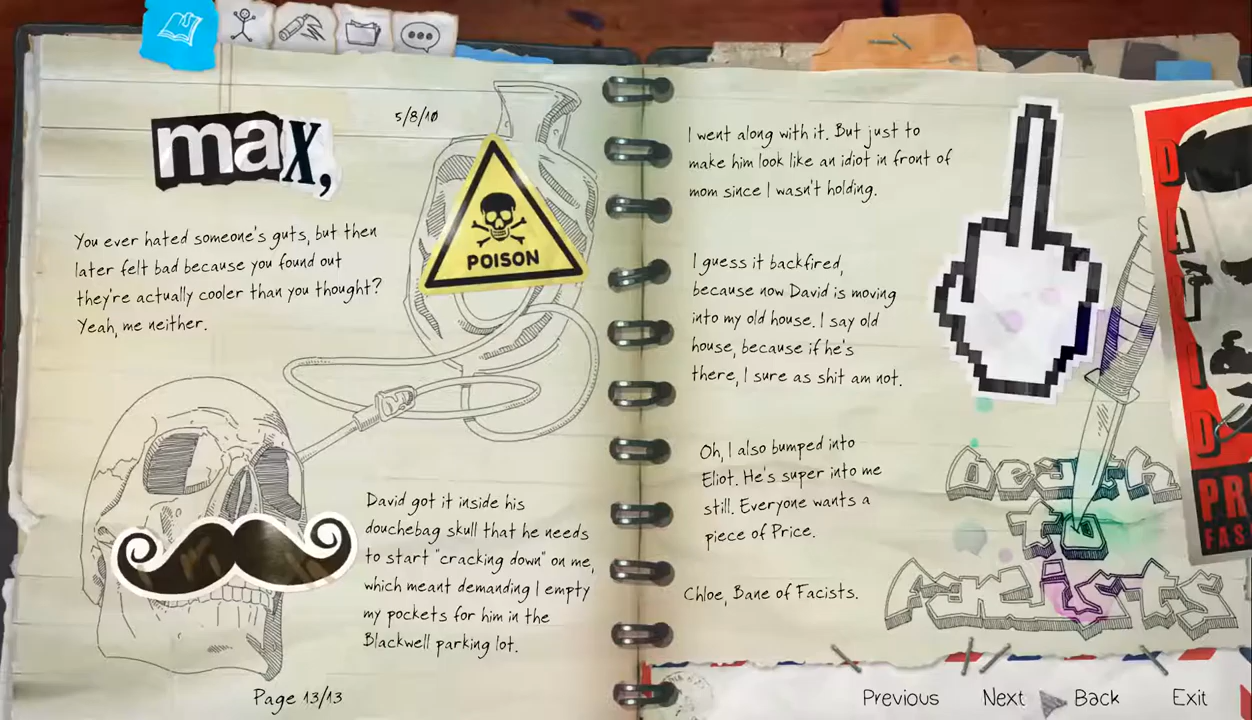 max,
5/8/10
POISON
You ever hated someone's guts, but then
later felt bad because you found out
they're actually cooler than you thought?
Yeah, me neither.
David got it inside his
douchebag skull that he needs
to start "cracking down" on me,
which meant demanding I empty
my pockets for him in the
Blackwell parking lot.
Page 13/13
I went along with it. But just to
make him look like an idiot in front of
mom since I wasn't holding.
I guess it backfired,
because now David is moving
into my old house. I say old
house, because if he's
there, I sure as shit am not.
Oh, I also bumped into
Eliot. He's super into me
still. Everyone wants a
piece of Price.
Chloe, Bane of Facists.
Death
to
DAVID
Previous
Next
Back
Exit